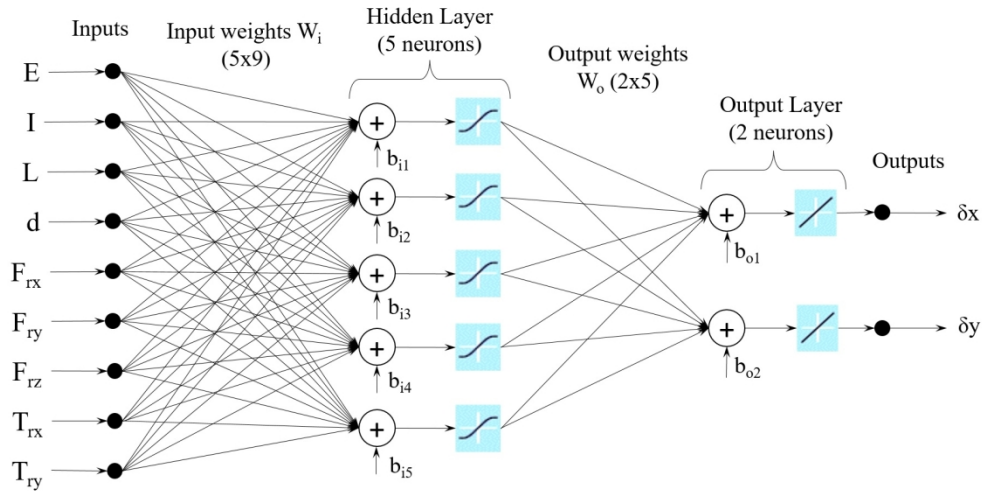 Inputs
Input weights Wi
(5x9)
Hidden Layer
(5 neurons)
Output weights
Wo (2x5)
Output Layer
(2 neurons)
Outputs
E
I
L
d
Frx
Fry
Frz
Trx
Try
+
bi1
+
bi2
+
bi3
+
bi4
+
bi5
+
bo1
+
bo2
δx
δy